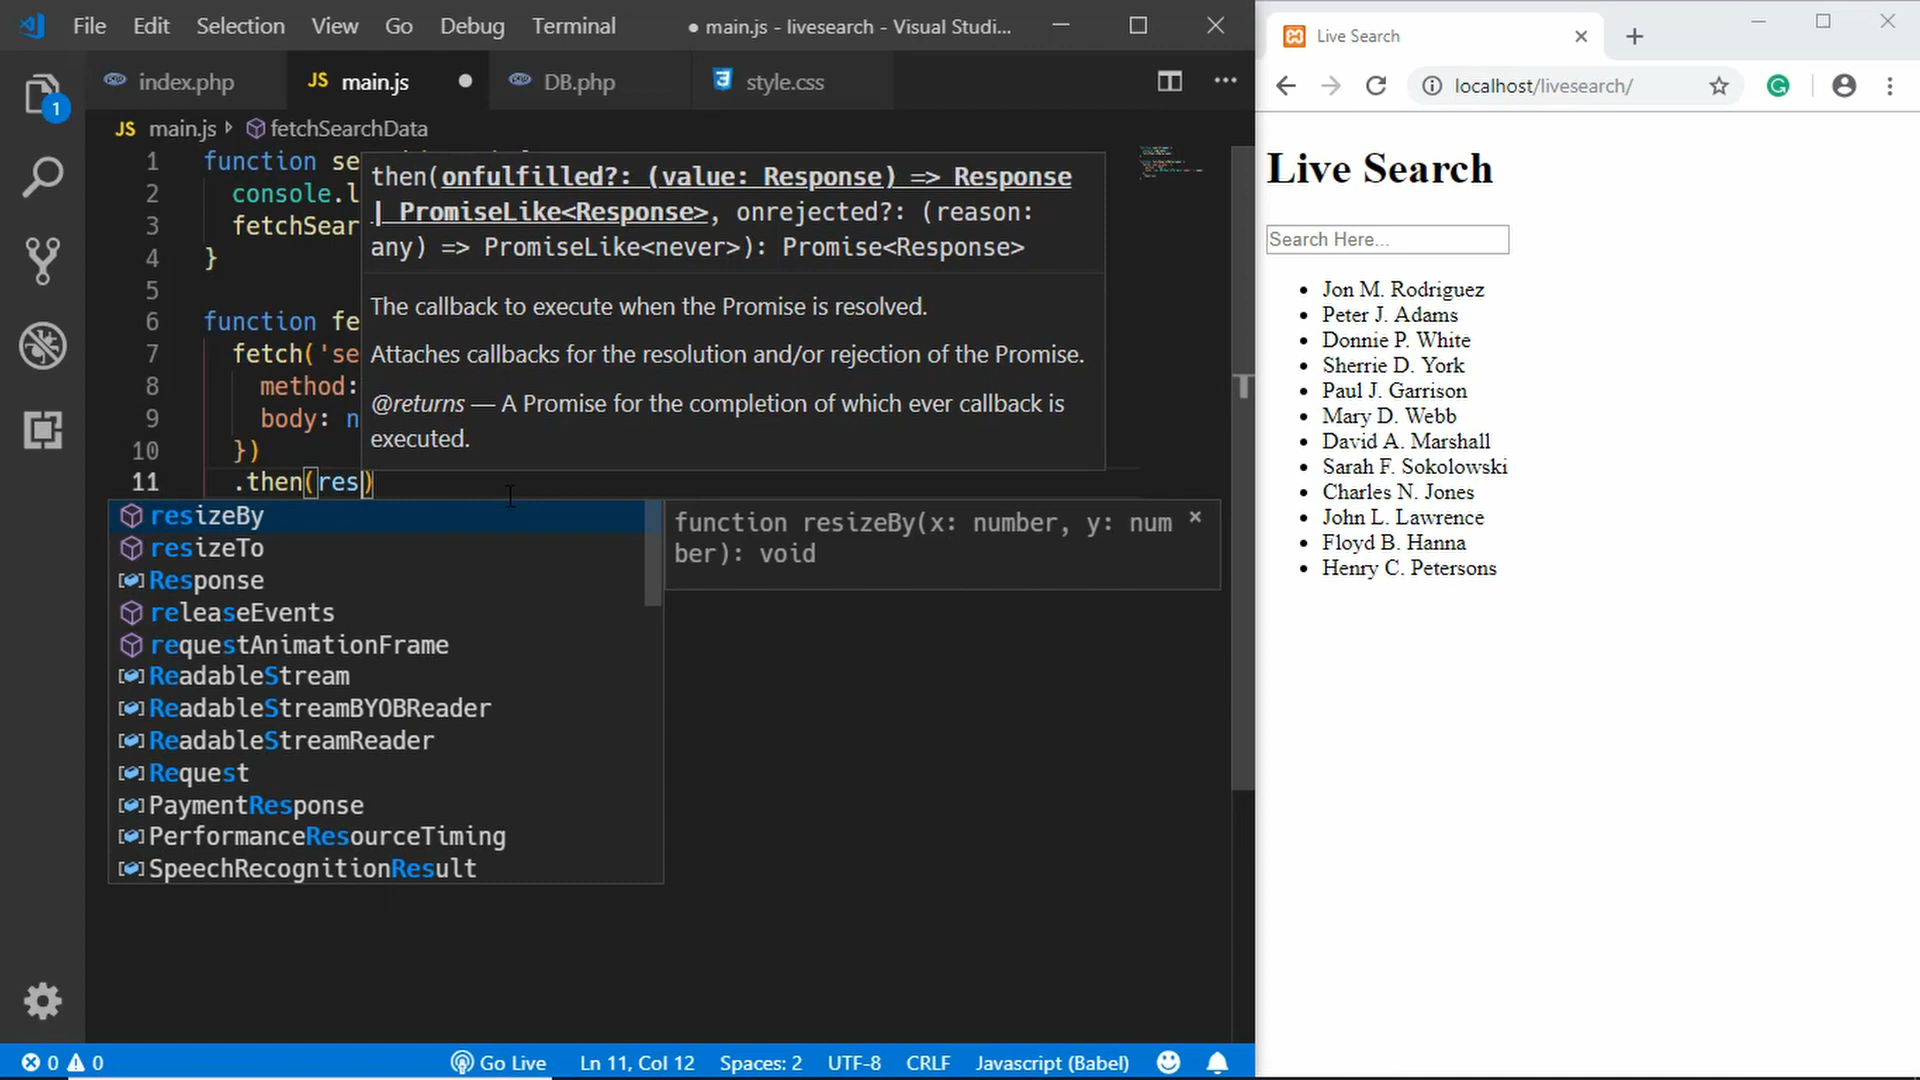 File Edit Selection View Go Debug Terminal ● main.js - livesearch - Visual Studi...
1
index.php JS main.js DB.php style.css
JS main.js fetchSearchData
1 function se
2 console.l
3 fetchSear
4 }
5
6 function fe
7 fetch('se
8 method:
9 body: n
10 })
11 .then(res)
then(onfulfilled?: (value: Response) => Response
| PromiseLike<Response>, onrejected?: (reason:
any) => PromiseLike<never>): Promise<Response>
The callback to execute when the Promise is resolved.
Attaches callbacks for the resolution and/or rejection of the Promise.
@returns — A Promise for the completion of which ever callback is
executed.
resizeBy
resizeTo
Response
releaseEvents
requestAnimationFrame
ReadableStream
ReadableStreamBYOBReader
ReadableStreamReader
Request
PaymentResponse
PerformanceResourceTiming
SpeechRecognitionResult
function resizeBy(x: number, y: num
ber): void
0 0 Go Live Ln 11, Col 12 Spaces: 2 UTF-8 CRLF Javascript (Babel)
Live Search
localhost/livesearch/
Live Search
Search Here...
Jon M. Rodriguez
Peter J. Adams
Donnie P. White
Sherrie D. York
Paul J. Garrison
Mary D. Webb
David A. Marshall
Sarah F. Sokolowski
Charles N. Jones
John L. Lawrence
Floyd B. Hanna
Henry C. Petersons